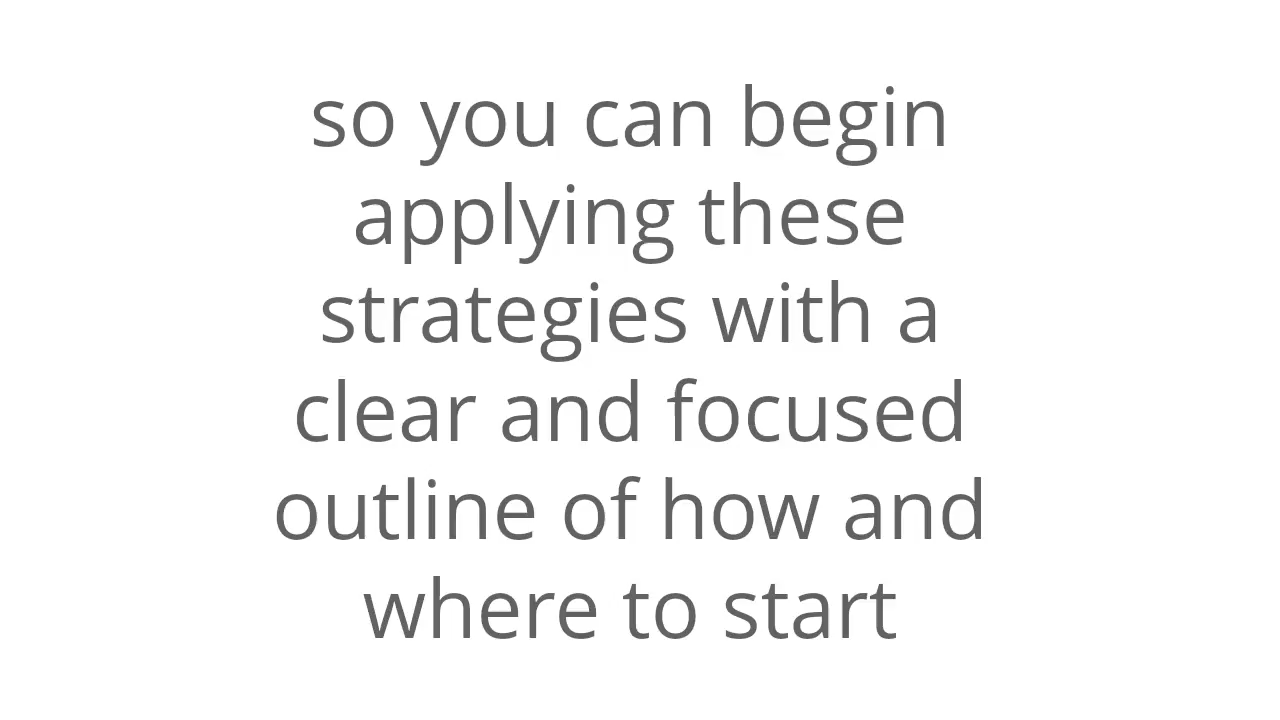 so you can begin
applying these
strategies with a
clear and focused
outline of how and
where to start